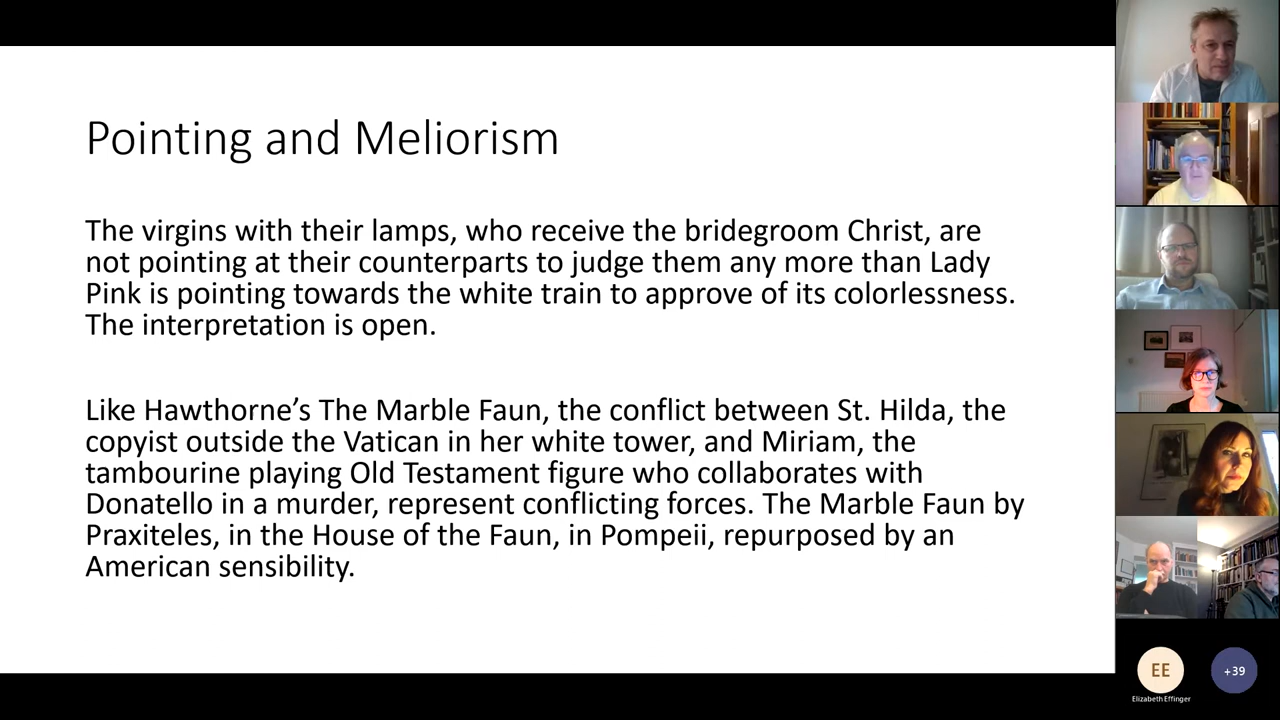 Pointing and Meliorism
The virgins with their lamps, who receive the bridegroom Christ, are
not pointing at their counterparts to judge them any more than Lady
Pink is pointing towards the white train to approve of its colorlessness.
The interpretation is open.
Like Hawthorne’s The Marble Faun, the conflict between St. Hilda, the
copyist outside the Vatican in her white tower, and Miriam, the
tambourine playing Old Testament figure who collaborates with
Donatello in a murder, represent conflicting forces. The Marble Faun by
Praxiteles, in the House of the Faun, in Pompeii, repurposed by an
American sensibility.
EE
+39
Elizabeth Effinger